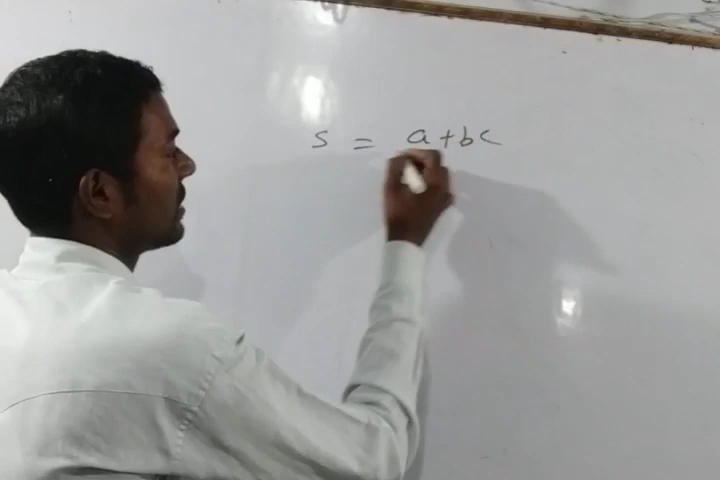 s = a+bc